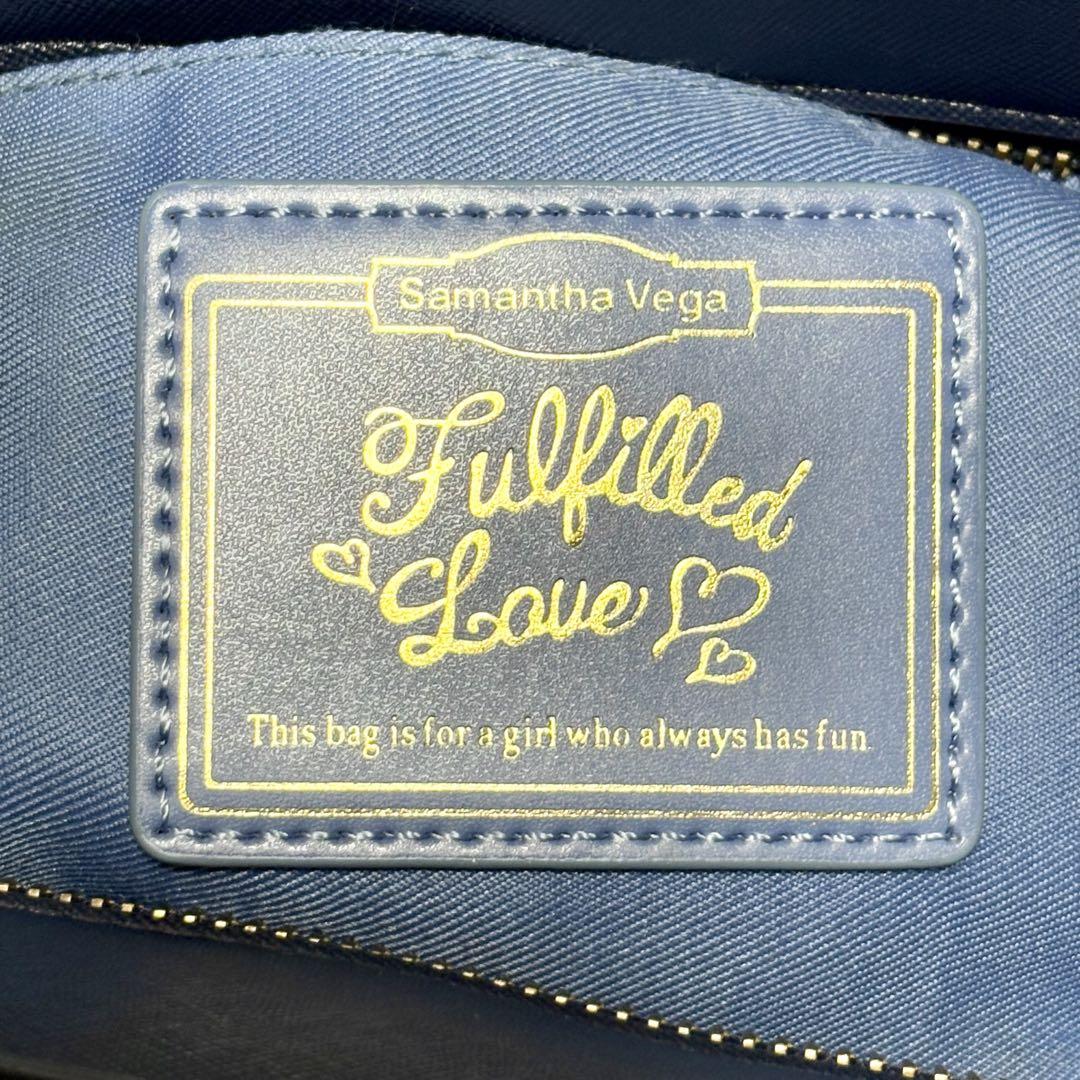 Samantha Vega
Fulfilled
Love
This bag is for a girl who always has fun.